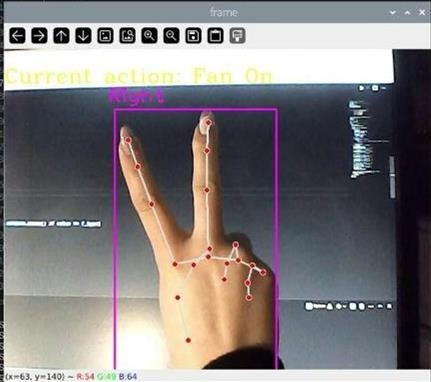 frame
Current action: Fan On
Right
(x=63, y=140) ~ R:54 G:49 B:64